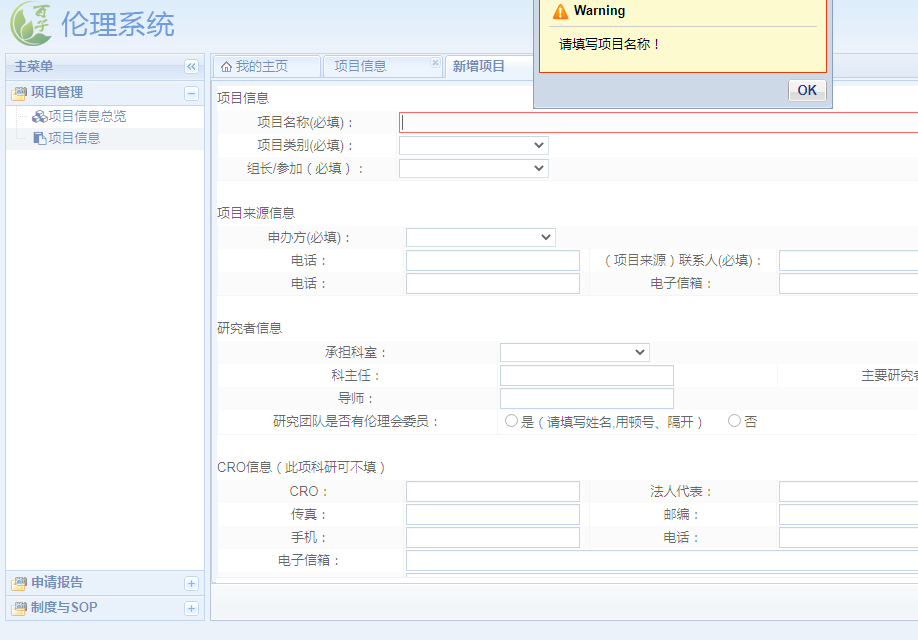 百子
伦理系统
Warning
请填写项目名称！
OK
主菜单
我的主页 项目信息 新增项目
项目管理
项目信息总览
项目信息
项目信息
项目名称(必填)：
项目类别(必填)：
组长/参加（必填）：
项目来源信息
申办方(必填)：
电话： （项目来源）联系人(必填)：
电话： 电子信箱：
研究者信息
承担科室：
科主任： 主要研究者
导师：
研究团队是否有伦理会委员： 是（请填写姓名,用顿号、隔开） 否
CRO信息（此项科研可不填）
CRO： 法人代表：
传真： 邮编：
手机： 电话：
电子信箱：
申请报告
制度与SOP